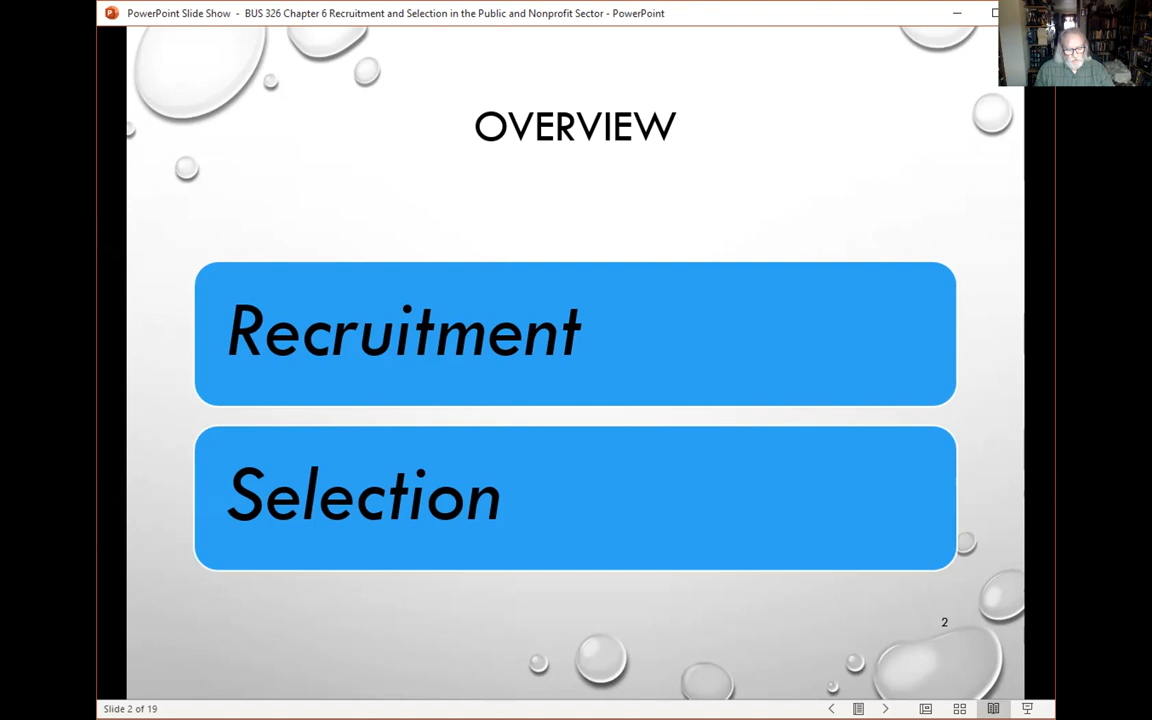 PowerPoint Slide Show - BUS 326 Chapter 6 Recruitment and Selection in the Public and Nonprofit Sector - PowerPoint
OVERVIEW
Recruitment
Selection
2
Slide 2 of 19